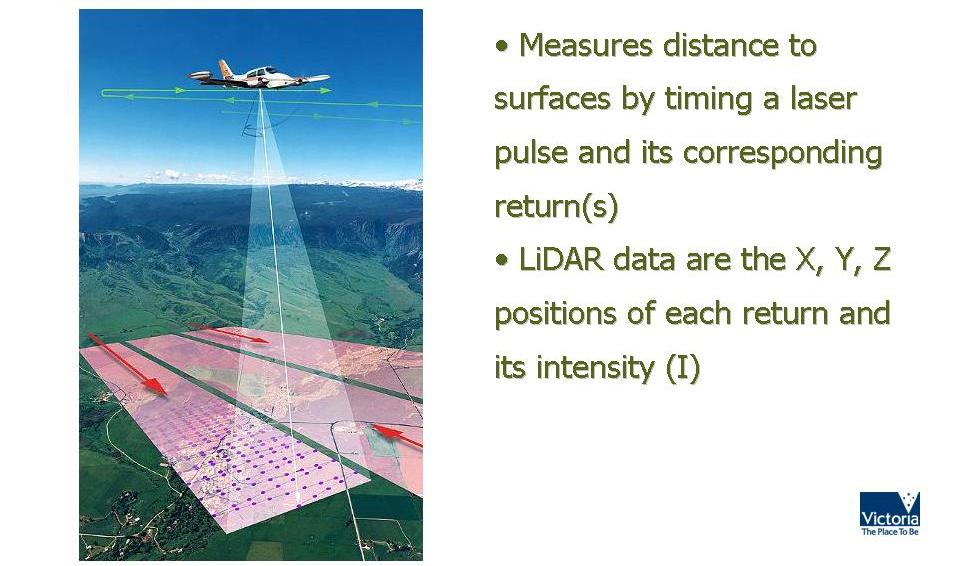 • Measures distance to
surfaces by timing a laser
pulse and its corresponding
return(s)
• LiDAR data are the X, Y, Z
positions of each return and
its intensity (I)
Victoria
The Place To Be